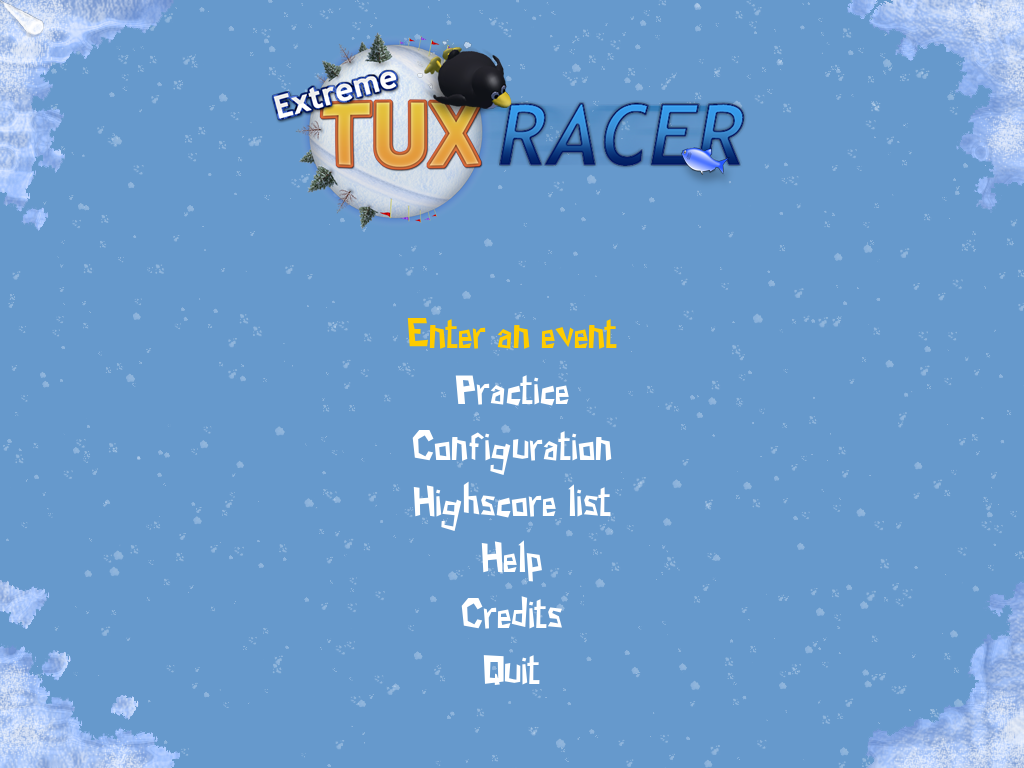 Extreme
TUX RACER
Enter an event
Practice
Configuration
Highscore list
Help
Credits
Quit